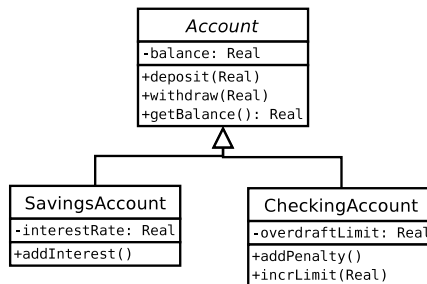 Account
-balance: Real
+deposit(Real)
+withdraw(Real)
+getBalance(): Real
SavingsAccount
-interestRate: Real
+addInterest()
CheckingAccount
-overdraftLimit: Real
+addPenalty()
+incrLimit(Real)